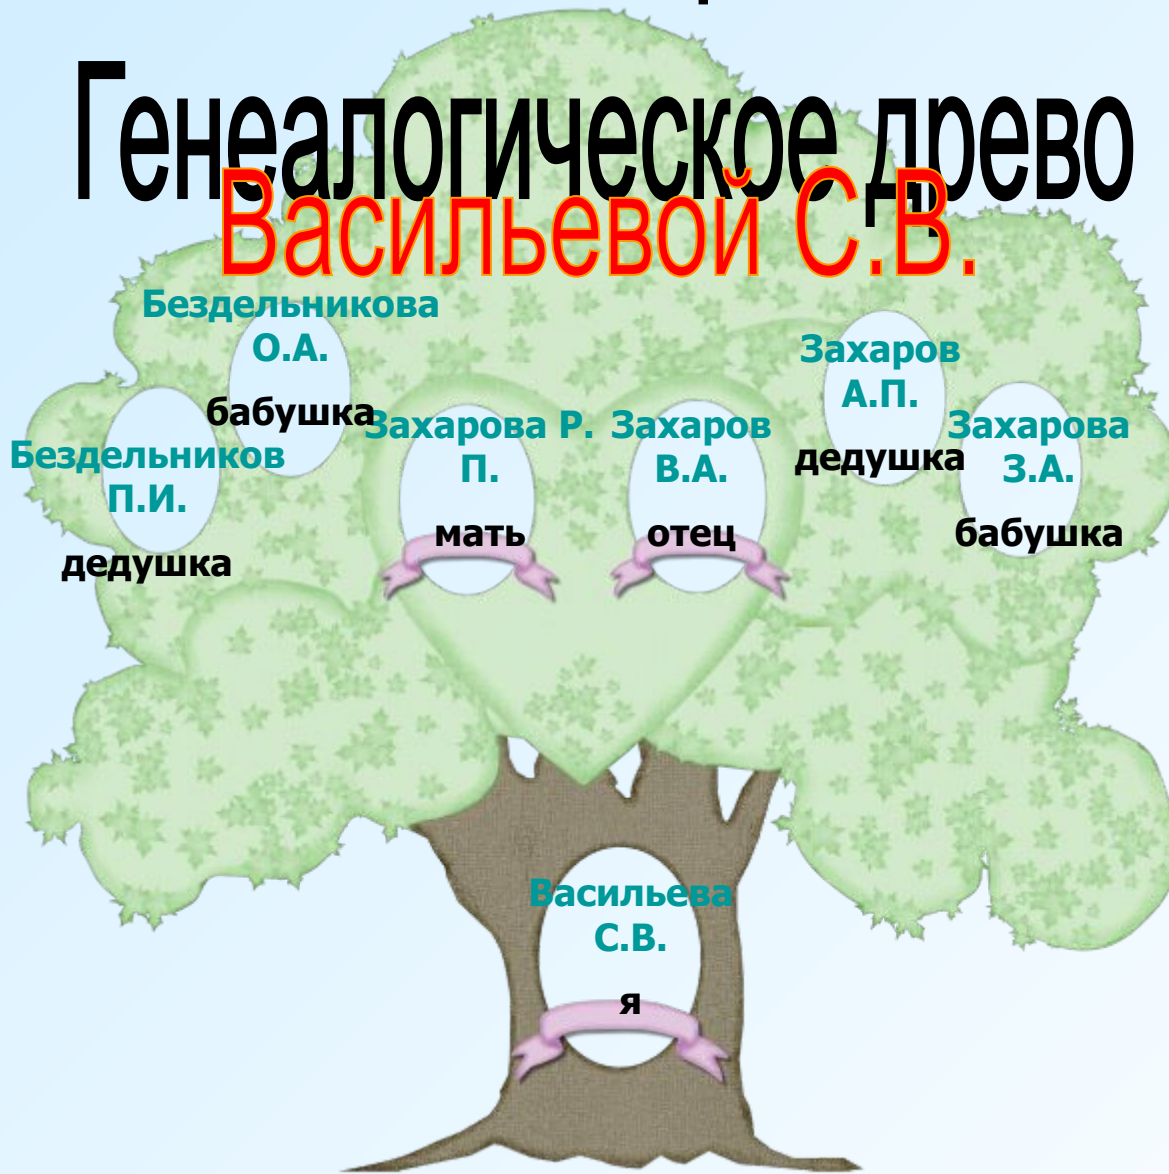 Генеалогическое древо
Васильевой С.В.
Бездельникова
О.А.
бабушка
Бездельников
П.И.
дедушка
Захарова Р.
П.
мать
Захаров
В.А.
отец
Захаров
А.П.
дедушка
Захарова
З.А.
бабушка
Васильева
С.В.
я